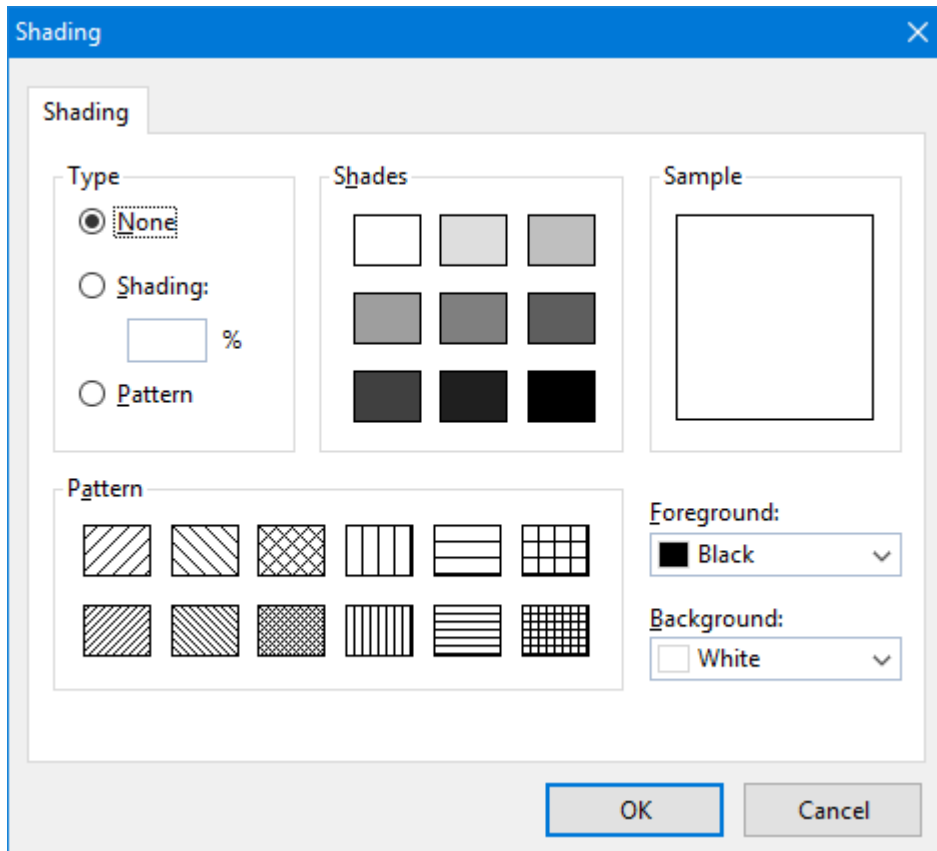 Shading
Shading
Type
None
Shading:
%
Pattern
Shades
Sample
Pattern
Foreground:
Black
Background:
White
OK
Cancel